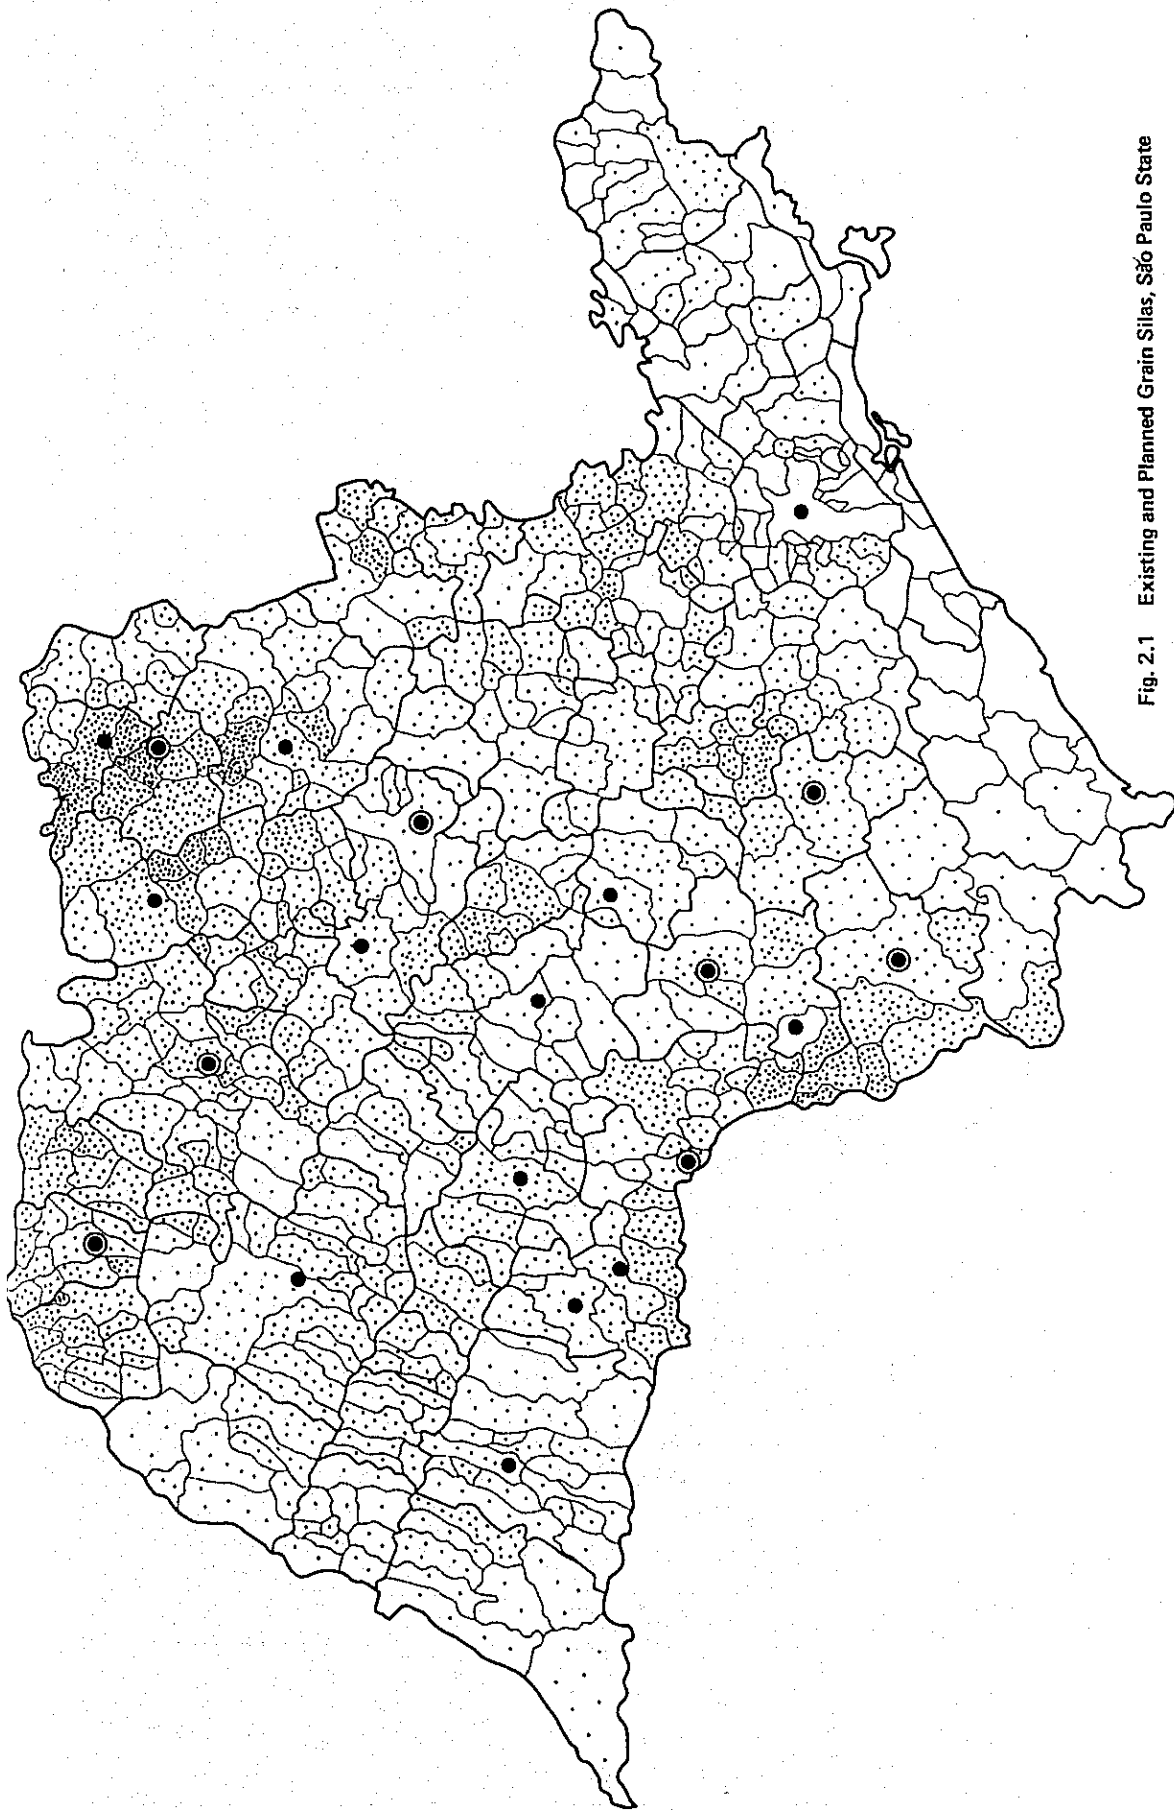 Fig. 2.1 Existing and Planned Grain Silas, São Paulo State